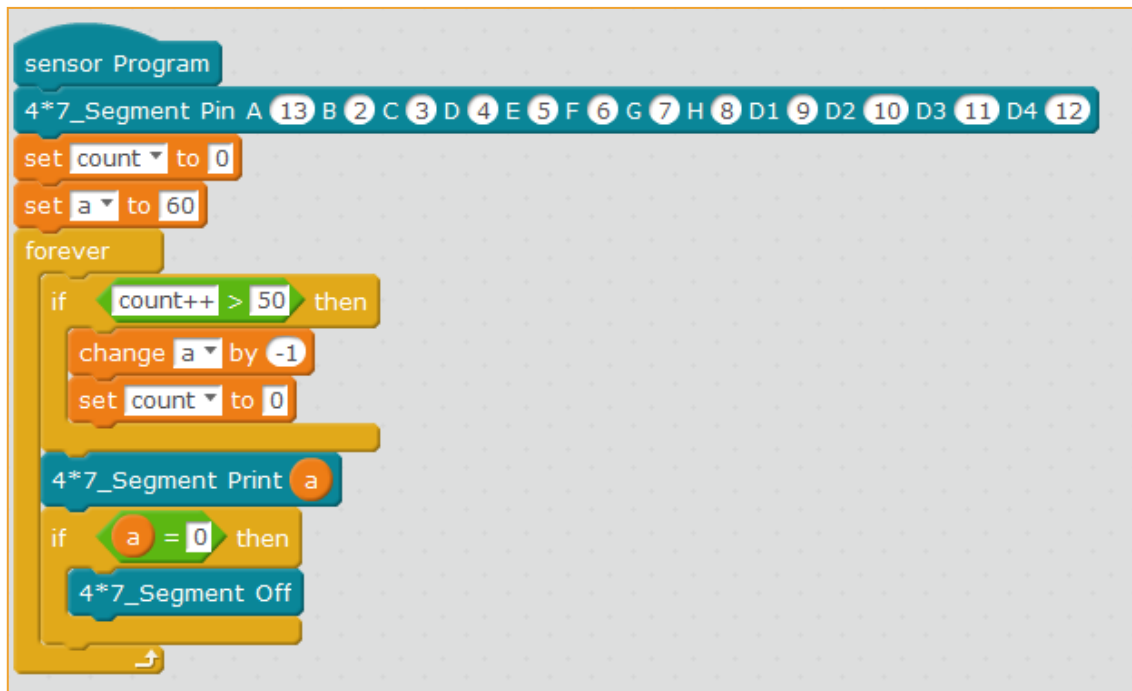 sensor Program
4*7_Segment Pin A 13 B 2 C 3 D 4 E 5 F 6 G 7 H 8 D1 9 D2 10 D3 11 D4 12
set count to 0
set a to 60
forever
if count++ > 50 then
change a by -1
set count to 0
4*7_Segment Print a
if a = 0 then
4*7_Segment Off